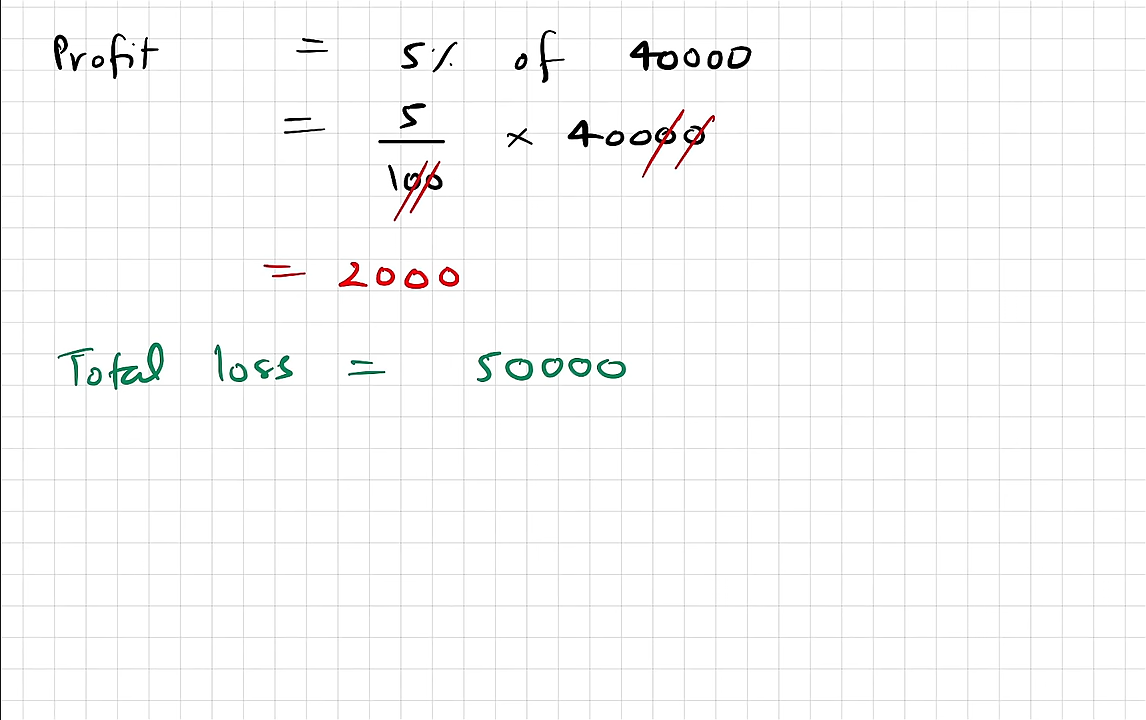 Profit = 5% of 40000
= 5/100 × 40000
= 2000
Total loss = 50000